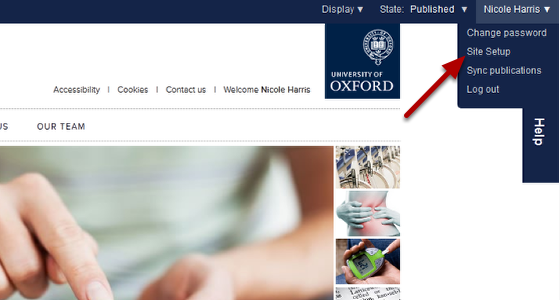 Display ▼ State: Published ▼ Nicole Harris ▼
Change password
Site Setup
Sync publications
Log out
Help
UNIVERSITY OF
OXFORD
Accessibility | Cookies | Contact us | Welcome Nicole Harris
US OUR TEAM